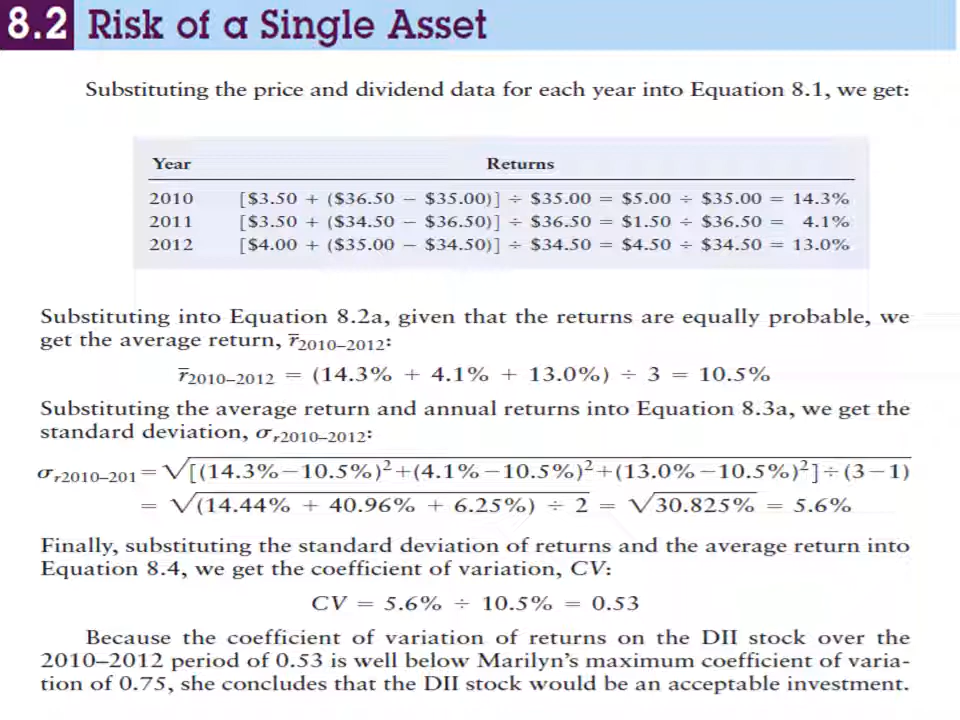 8.2 Risk of a Single Asset
Substituting the price and dividend data for each year into Equation 8.1, we get:
Year Returns
2010 [$3.50 + ($36.50 − $35.00)] ÷ $35.00 = $5.00 ÷ $35.00 = 14.3%
2011 [$3.50 + ($34.50 − $36.50)] ÷ $36.50 = $1.50 ÷ $36.50 = 4.1%
2012 [$4.00 + ($35.00 − $34.50)] ÷ $34.50 = $4.50 ÷ $34.50 = 13.0%
Substituting into Equation 8.2a, given that the returns are equally probable, we
get the average return, r̅2010–2012:
r̅2010–2012 = (14.3% + 4.1% + 13.0%) ÷ 3 = 10.5%
Substituting the average return and annual returns into Equation 8.3a, we get the
standard deviation, σr2010–2012:
σr2010–201 = √[(14.3% − 10.5%)² + (4.1% − 10.5%)² + (13.0% − 10.5%)²] ÷ (3 − 1)
= √(14.44% + 40.96% + 6.25%) ÷ 2 = √30.825% = 5.6%
Finally, substituting the standard deviation of returns and the average return into
Equation 8.4, we get the coefficient of variation, CV:
CV = 5.6% ÷ 10.5% = 0.53
Because the coefficient of variation of returns on the DII stock over the
2010–2012 period of 0.53 is well below Marilyn's maximum coefficient of varia-
tion of 0.75, she concludes that the DII stock would be an acceptable investment.